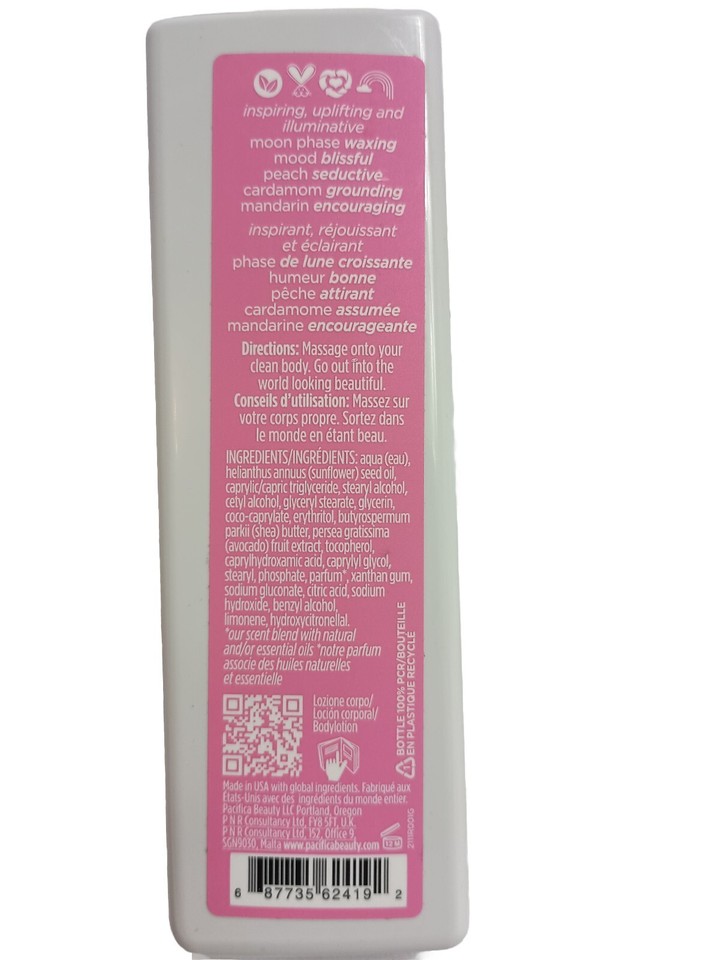 inspiring, uplifting and
illuminative
moon phase waxing
mood blissful
peach seductive
cardamom grounding
mandarin encouraging
inspirant, réjouissant
et éclairant
phase de lune croissante
humeur bonne
pêche attirant
cardamome assumée
mandarine encourageante
Directions: Massage onto your
clean body. Go out into the
world looking beautiful.
Conseils d'utilisation: Massez sur
votre corps propre. Sortez dans
le monde en étant beau.
INGREDIENTS/INGRÉDIENTS: aqua (eau),
helianthus annuus (sunflower) seed oil,
caprylic/capric triglyceride, stearyl alcohol,
cetyl alcohol, glyceryl stearate, glycerin,
coco-caprylate, erythritol, butyrospermum
parkii (shea) butter, persea gratissima
(avocado) fruit extract, tocopherol,
caprylhydroxamic acid, caprylyl glycol,
stearyl, phosphate, parfum*, xanthan gum,
sodium gluconate, citric acid, sodium
hydroxide, benzyl alcohol,
limonene, hydroxycitronellal.
*our scent blend with natural
and/or essential oils *notre parfum
associe des huiles naturelles
et essentielle
BOTTLE 100% PCR/BOUTEILLE
EN PLASTIQUE RECYCLÉ
1
Lozione corpo/
Loción corporal/
Bodylotion
Made in USA with global ingredients. Fabriqué aux
États-Unis avec des ingrédients du monde entier.
Pacifica Beauty LLC Portland, Oregon
P N R Consultancy Ltd, FY8 5FT, U.K.
P N R Consultancy Ltd, 152, Office 9,
SGN9030, Malta www.pacificabeauty.com
12 M
2111R001G
6 87735 62419 2